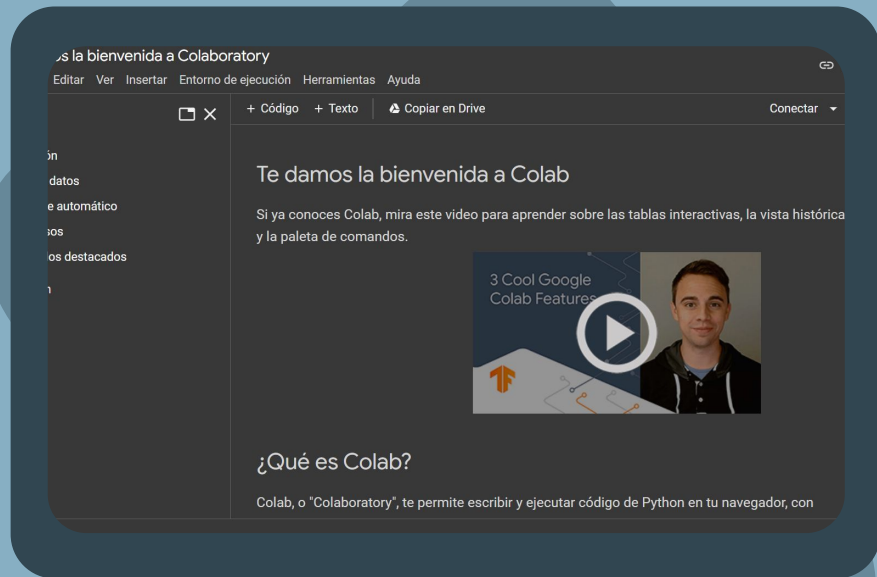 os la bienvenida a Colaboratory
Editar Ver Insertar Entorno de ejecución Herramientas Ayuda
+ Código + Texto Copiar en Drive Conectar
ón
datos
e automático
sos
os destacados
n
Te damos la bienvenida a Colab
Si ya conoces Colab, mira este video para aprender sobre las tablas interactivas, la vista histórica
y la paleta de comandos.
3 Cool Google
Colab Features
¿Qué es Colab?
Colab, o "Colaboratory", te permite escribir y ejecutar código de Python en tu navegador, con